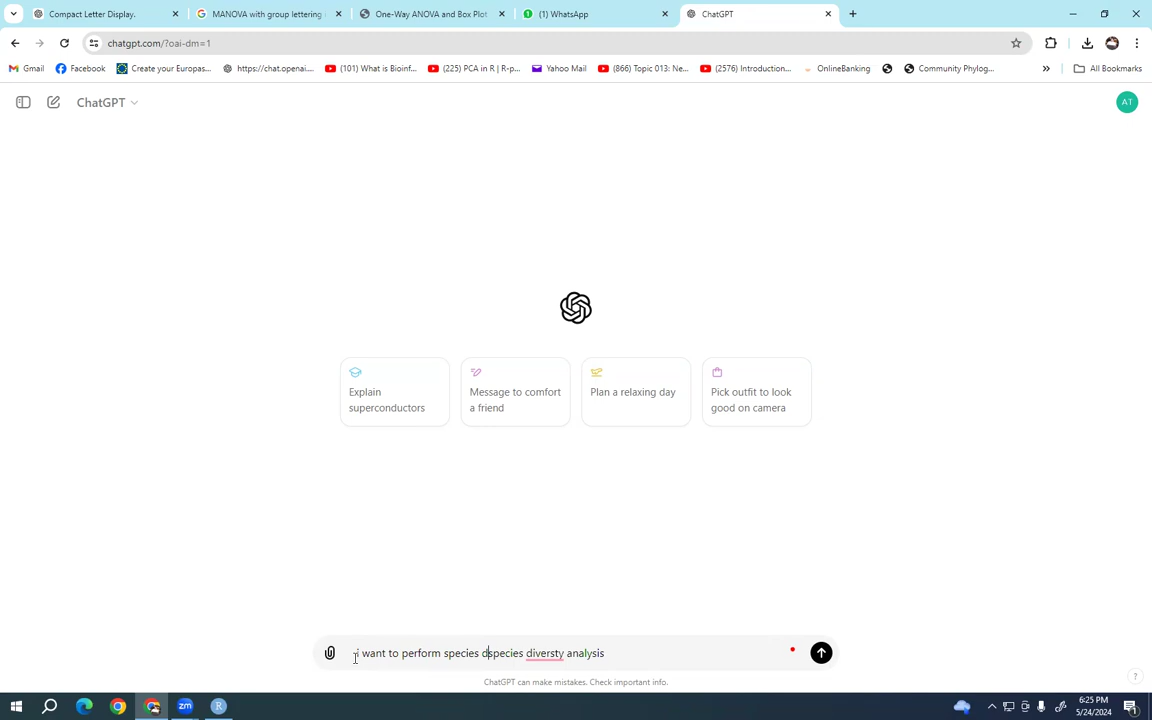 Compact Letter Display.
MANOVA with group lettering
One-Way ANOVA and Box Plot
(1) WhatsApp
ChatGPT
chatgpt.com/?oai-dm=1
Gmail
Facebook
Create your Europas...
https://chat.openai....
(101) What is Bioinf...
(225) PCA in R | R-p...
Yahoo Mail
(866) Topic 013: Ne...
(2576) Introduction...
OnlineBanking
Community Phylog...
All Bookmarks
ChatGPT
AT
Explain
superconductors
Message to comfort
a friend
Plan a relaxing day
Pick outfit to look
good on camera
i want to perform species dspecies diversty analysis
ChatGPT can make mistakes. Check important info.
?
6:25 PM
5/24/2024